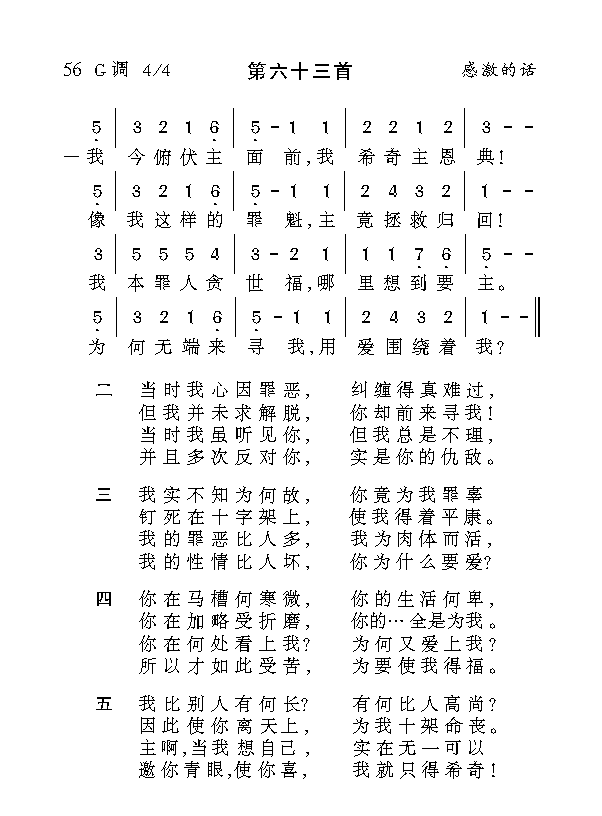 56 G调 4/4 第六十三首 感激的话
5 | 3 2 1 6 | 5 - 1 1 | 2 2 1 2 | 3 - -
一我 今俯伏主 面 前,我 希奇主恩 典!
5 | 3 2 1 6 | 5 - 1 1 | 2 4 3 2 | 1 - -
像 我这样的 罪 魁,主 竟拯救归 回!
3 | 5 5 5 4 | 3 - 2 1 | 1 1 7 6 | 5 - -
我 本罪人贪 世 福,哪 里想到要 主。
5 | 3 2 1 6 | 5 - 1 1 | 2 4 3 2 | 1 - - ‖
为 何无端来 寻 我,用 爱围绕着 我?
二 当时我心因罪恶, 纠缠得真难过,
但我并未求解脱, 你却前来寻我!
当时我虽听见你, 但我总是不理,
并且多次反对你, 实是你的仇敌。
三 我实不知为何故, 你竟为我罪辜
钉死在十字架上, 使我得着平康。
我的罪恶比人多, 我为肉体而活,
我的性情比人坏, 你为什么要爱?
四 你在马槽何寒微, 你的生活何卑,
你在加略受折磨, 你的…全是为我。
你在何处看上我? 为何又爱上我?
所以才如此受苦, 为要使我得福。
五 我比别人有何长? 有何比人高尚?
因此使你离天上, 为我十架命丧。
主啊,当我想自己, 实在无一可以
邀你青眼,使你喜, 我就只得希奇!